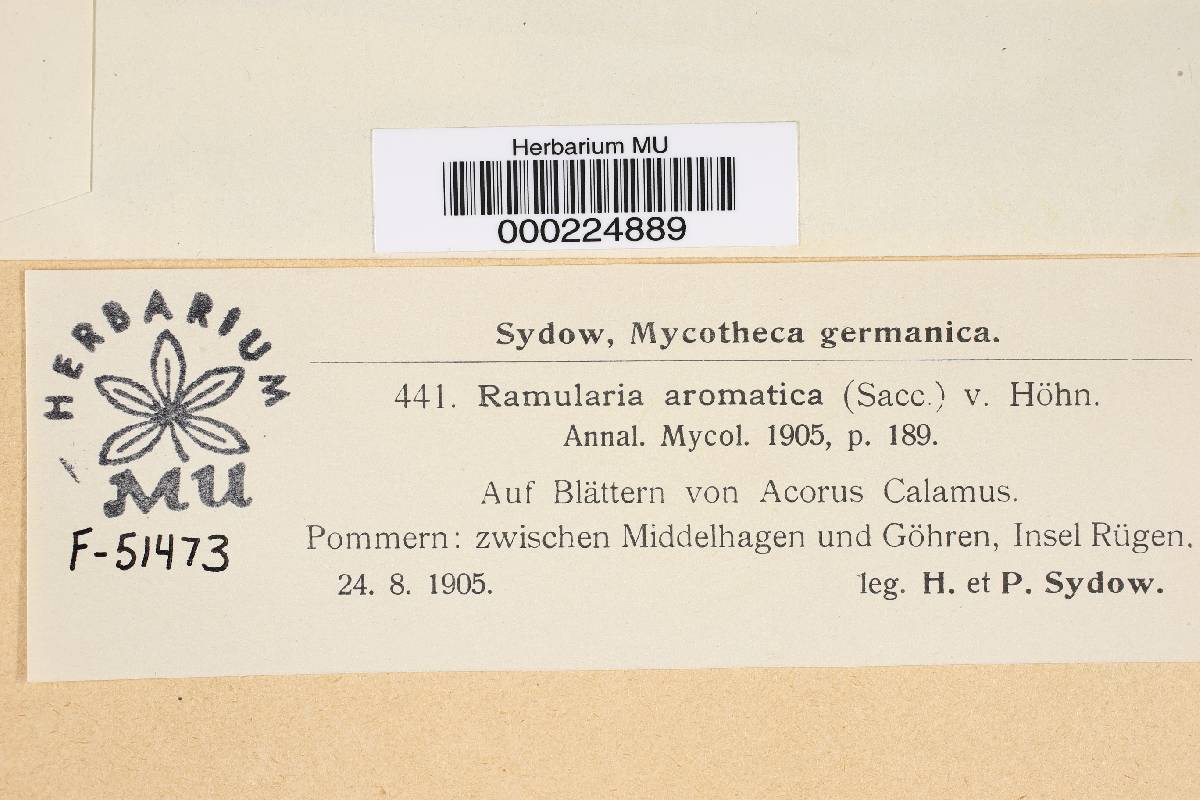 Herbarium MU
000224889
HERBARIUM
MU
F-51473
Sydow, Mycotheca germanica.
441. Ramularia aromatica (Sacc.) v. Höhn.
Annal. Mycol. 1905, p. 189.
Auf Blättern von Acorus Calamus.
Pommern: zwischen Middelhagen und Göhren, Insel Rügen.
24. 8. 1905. leg. H. et P. Sydow.